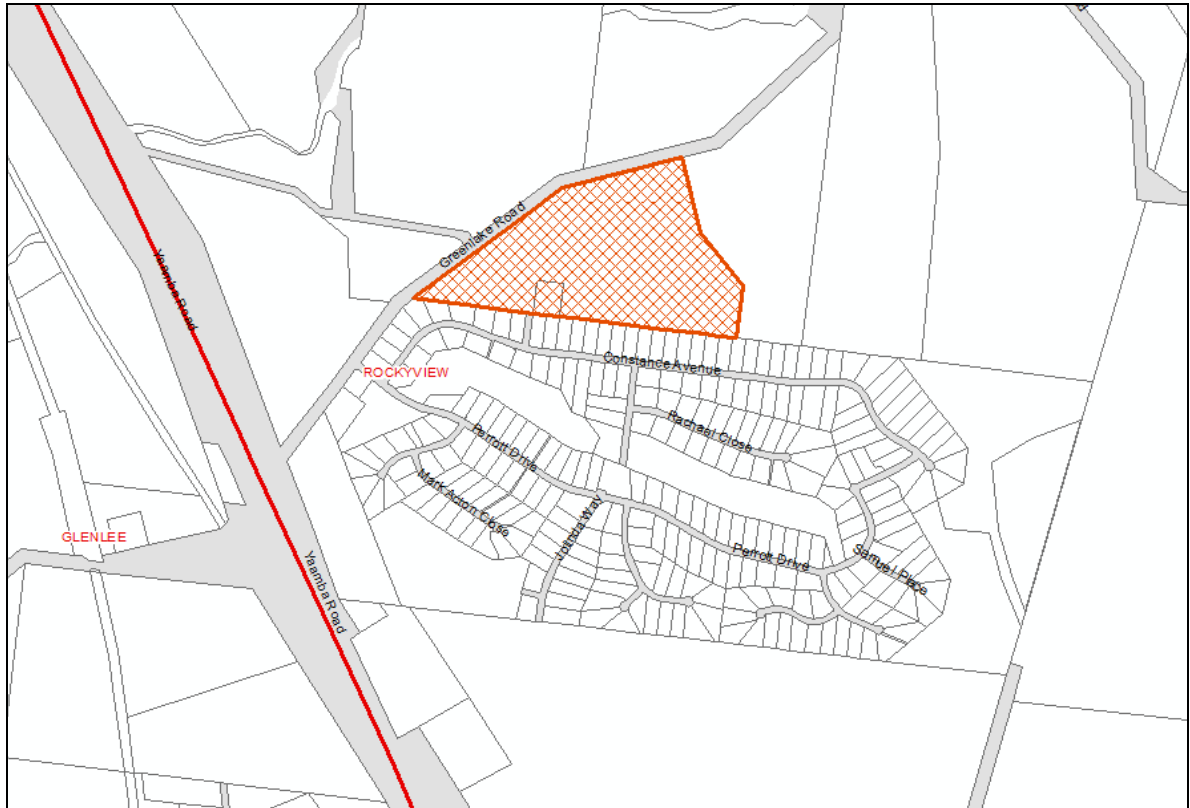 Greenlake Road
Yaamba Road
Constance Avenue
ROCKYVIEW
Rachael Close
Perrott Drive
Mark Acton Close
Jolinda Way
GLENLEE
Perrott Drive
Samuel Place
Yaamba Road